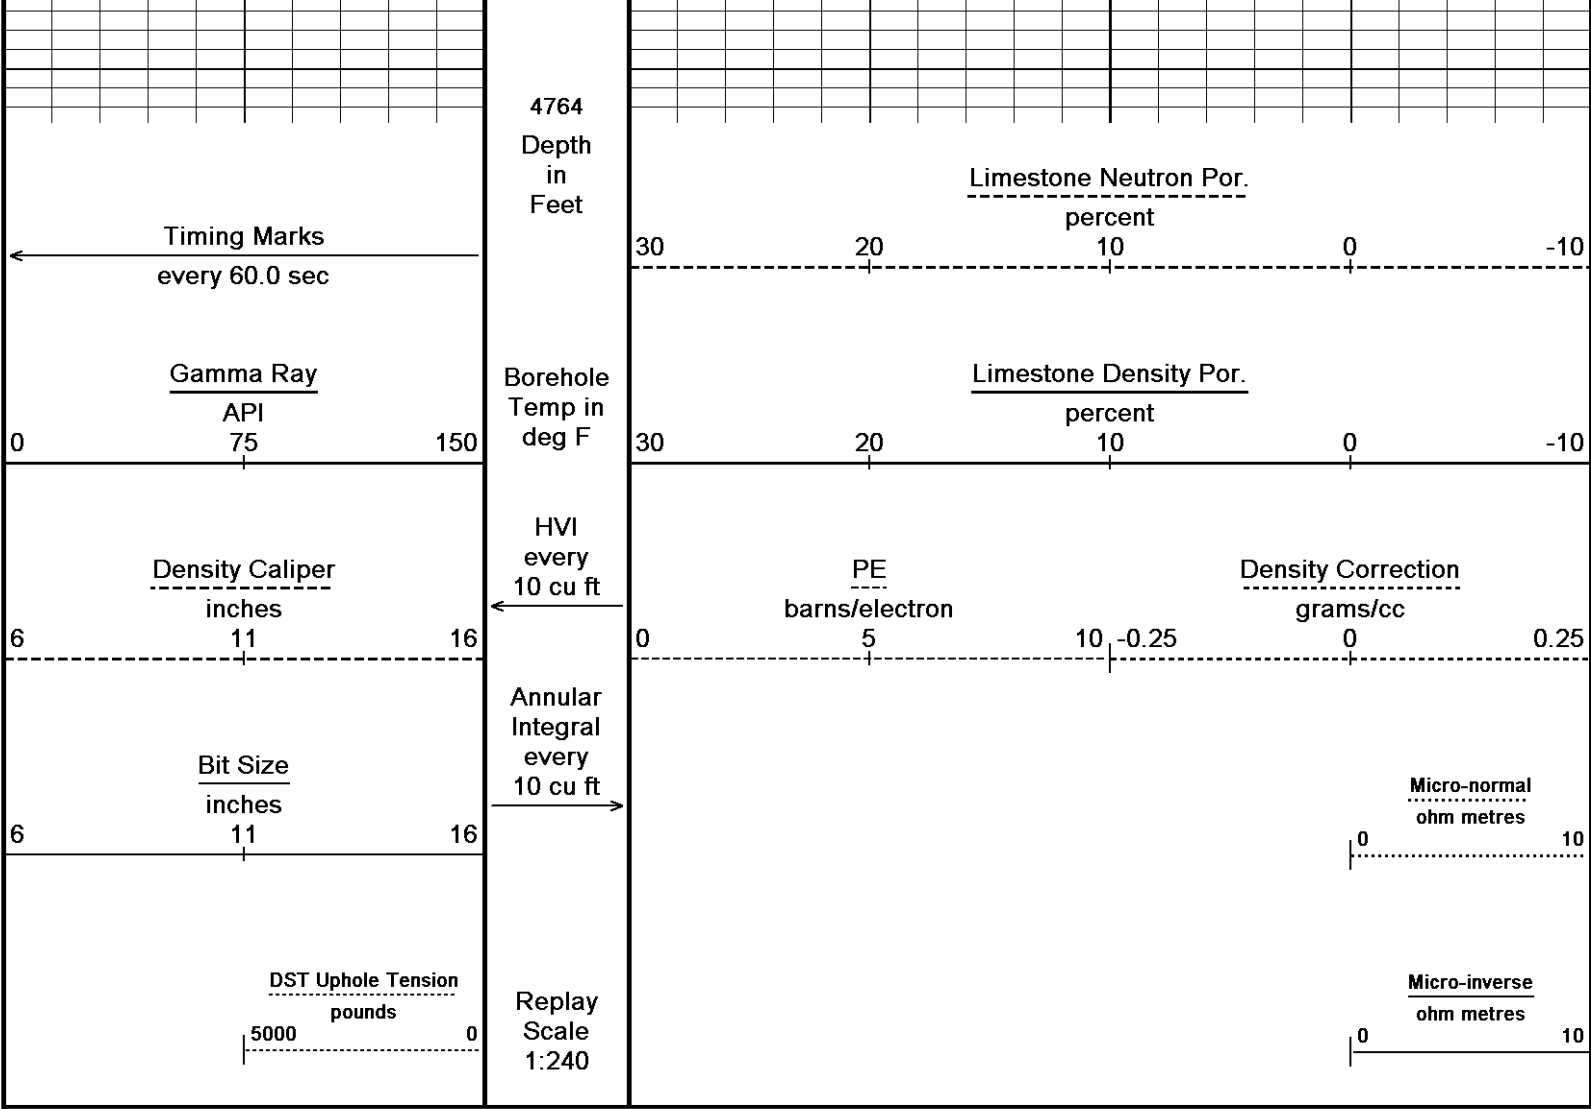 4764
Depth
in
Feet
Timing Marks
every 60.0 sec
Limestone Neutron Por.
percent
30 20 10 0 -10
Gamma Ray
API
0 75 150
Borehole
Temp in
deg F
Limestone Density Por.
percent
30 20 10 0 -10
HVI
every
10 cu ft
Density Caliper
inches
6 11 16
PE
barns/electron
0 5 10
Density Correction
grams/cc
-0.25 0 0.25
Annular
Integral
every
10 cu ft
Bit Size
inches
6 11 16
Micro-normal
ohm metres
0 10
DST Uphole Tension
pounds
5000 0
Replay
Scale
1:240
Micro-inverse
ohm metres
0 10